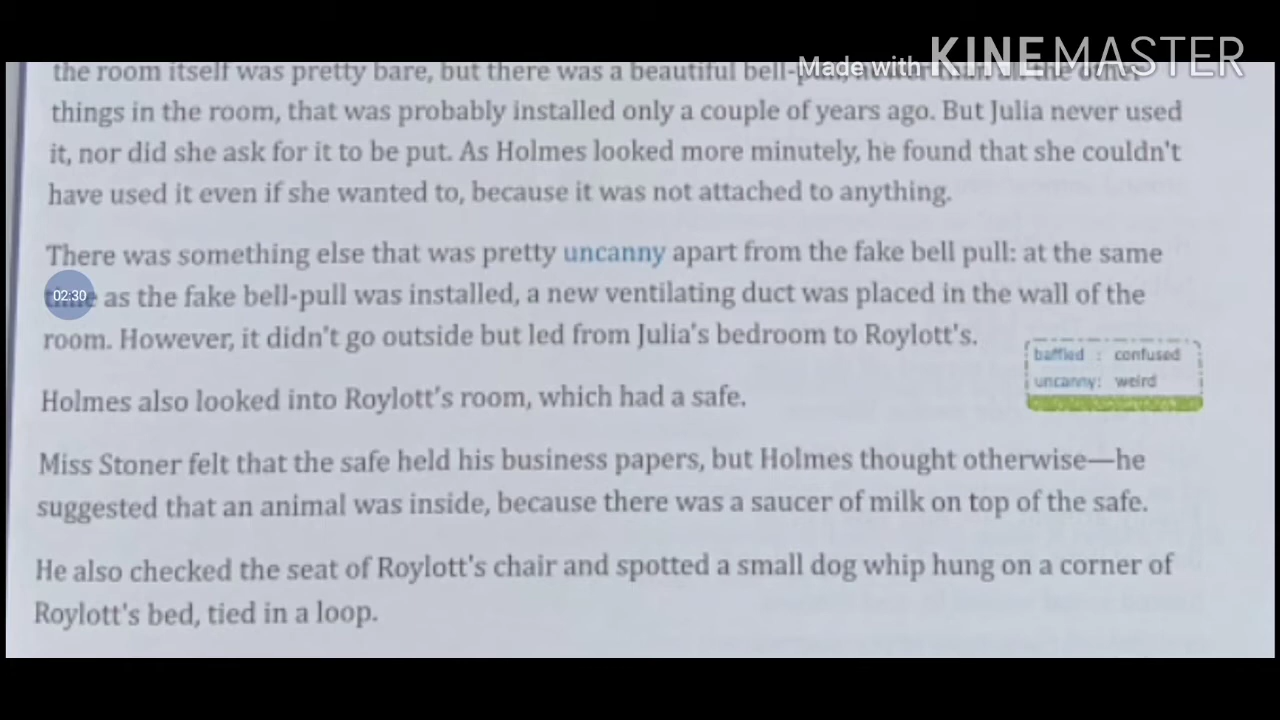 Made with KINEMASTER
the room itself was pretty bare, but there was a beautiful bell-
things in the room, that was probably installed only a couple of years ago. But Julia never used
it, nor did she ask for it to be put. As Holmes looked more minutely, he found that she couldn't
have used it even if she wanted to, because it was not attached to anything.
There was something else that was pretty uncanny apart from the fake bell pull: at the same
02:30 as the fake bell-pull was installed, a new ventilating duct was placed in the wall of the
room. However, it didn't go outside but led from Julia's bedroom to Roylott's.
baffled : confused
uncanny: weird
Holmes also looked into Roylott's room, which had a safe.
Miss Stoner felt that the safe held his business papers, but Holmes thought otherwise—he
suggested that an animal was inside, because there was a saucer of milk on top of the safe.
He also checked the seat of Roylott's chair and spotted a small dog whip hung on a corner of
Roylott's bed, tied in a loop.